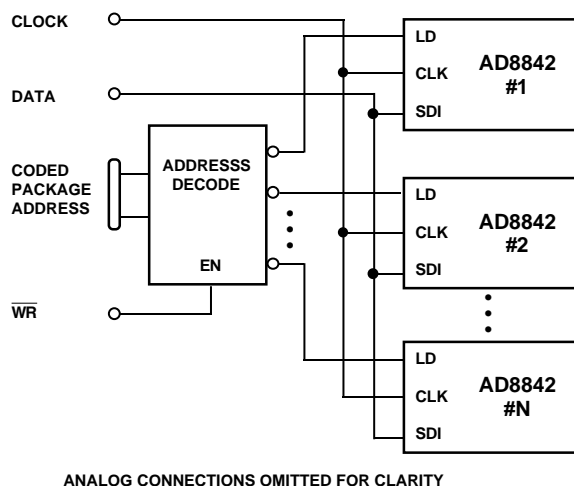 CLOCK
DATA
CODED
PACKAGE
ADDRESS
WR
ADDRESSS
DECODE
EN
LD
CLK
SDI
AD8842
#1
LD
CLK
SDI
AD8842
#2
LD
CLK
SDI
AD8842
#N
ANALOG CONNECTIONS OMITTED FOR CLARITY